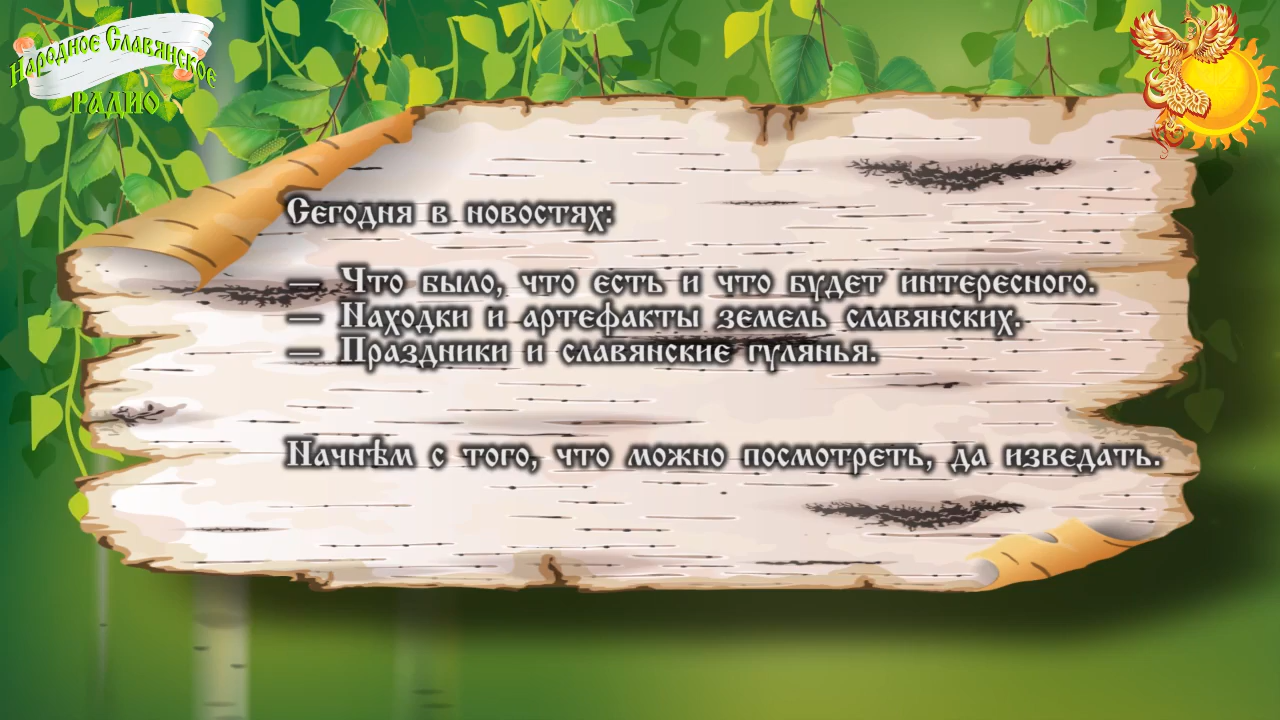 Народное Славянское
РАДИО
Сегодня в новостях:
— Что было, что есть и что будет интересного.
— Находки и артефакты земель славянских.
— Праздники и славянские гулянья.
Начнѣм с того, что можно посмотреть, да изведать.